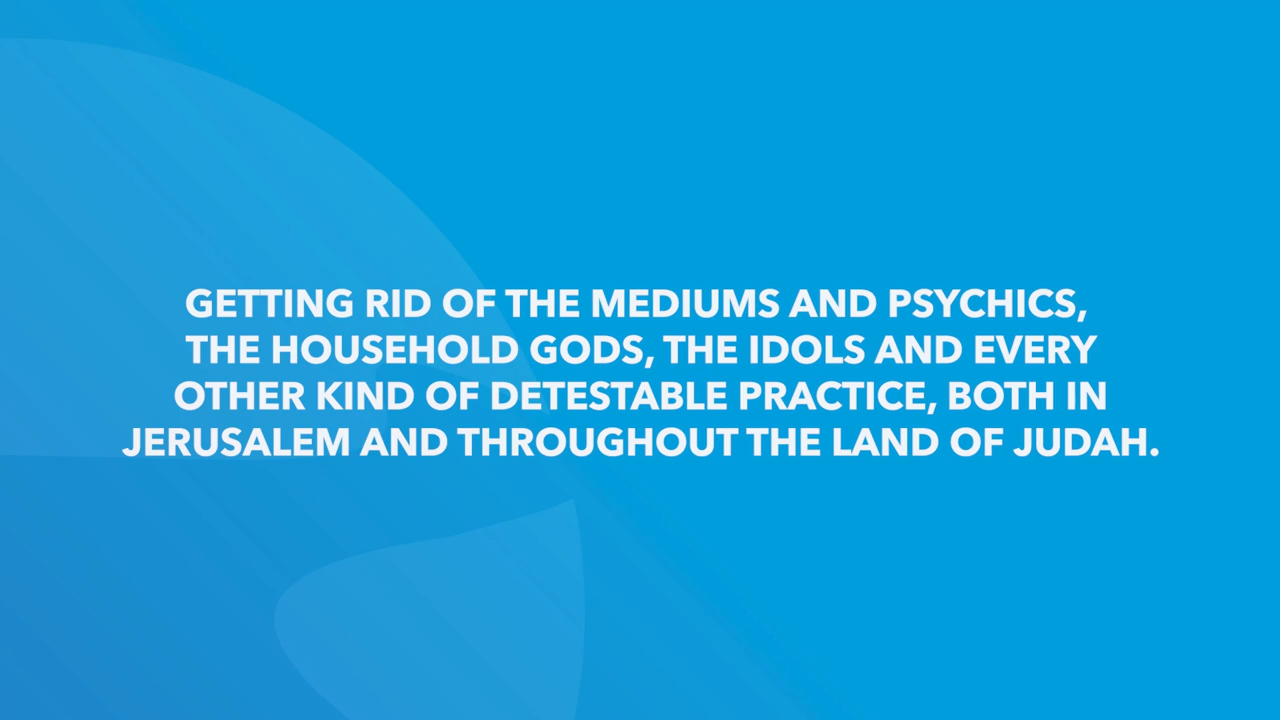 GETTING RID OF THE MEDIUMS AND PSYCHICS,
THE HOUSEHOLD GODS, THE IDOLS AND EVERY
OTHER KIND OF DETESTABLE PRACTICE, BOTH IN
JERUSALEM AND THROUGHOUT THE LAND OF JUDAH.